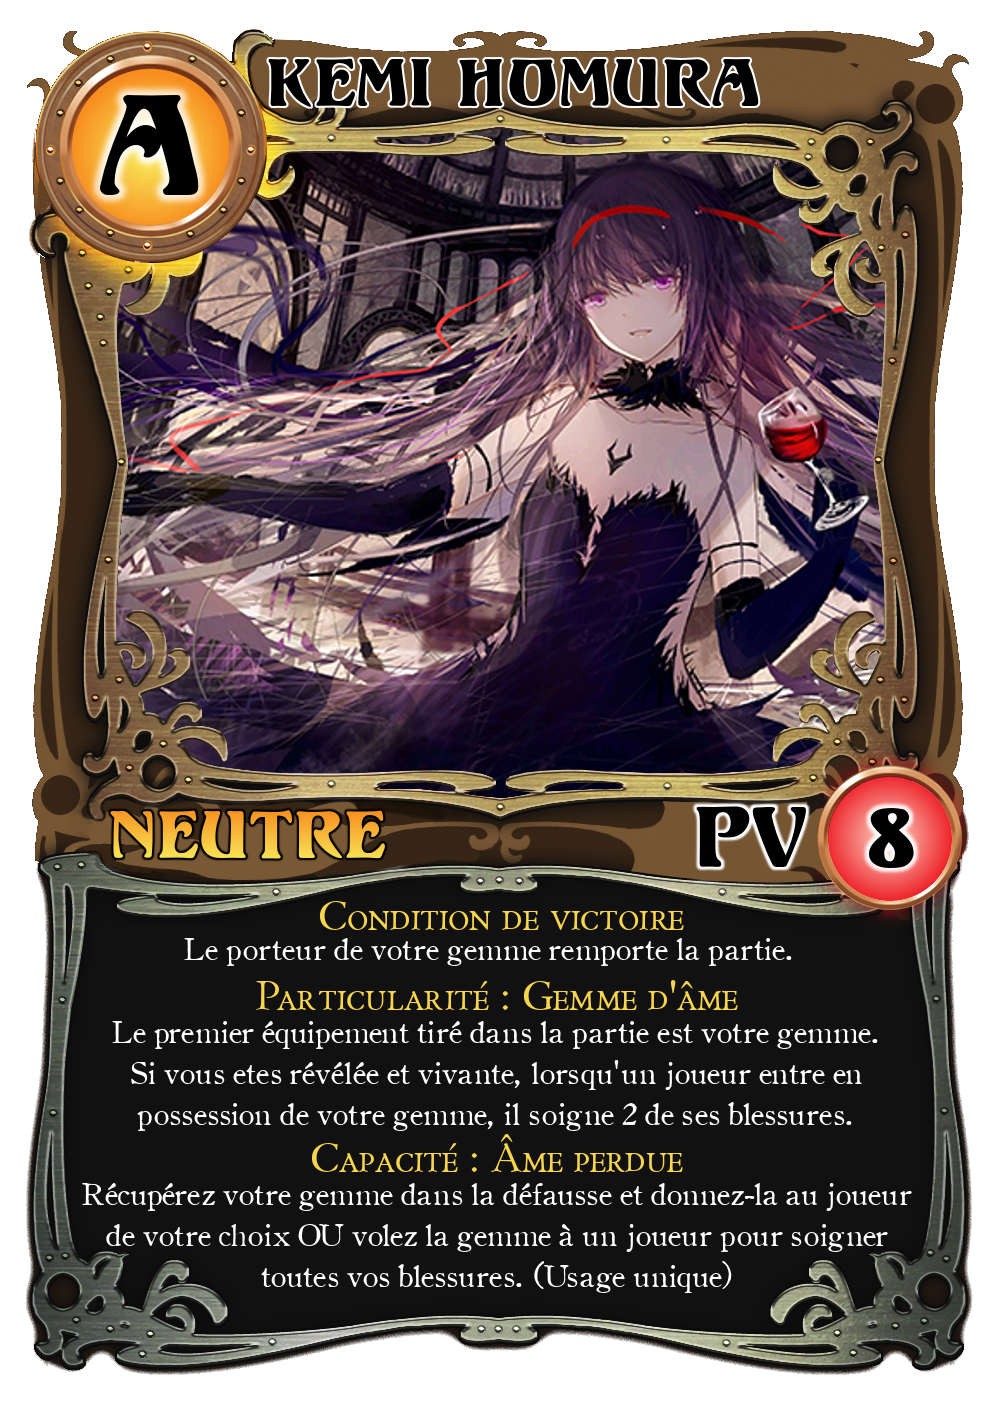 A
KEMI HOMURA
NEUTRE
PV 8
CONDITION DE VICTOIRE
Le porteur de votre gemme remporte la partie.
PARTICULARITÉ : GEMME D'ÂME
Le premier équipement tiré dans la partie est votre gemme.
Si vous etes révélée et vivante, lorsqu'un joueur entre en
possession de votre gemme, il soigne 2 de ses blessures.
CAPACITÉ : ÂME PERDUE
Récupérez votre gemme dans la défausse et donnez-la au joueur
de votre choix OU volez la gemme à un joueur pour soigner
toutes vos blessures. (Usage unique)